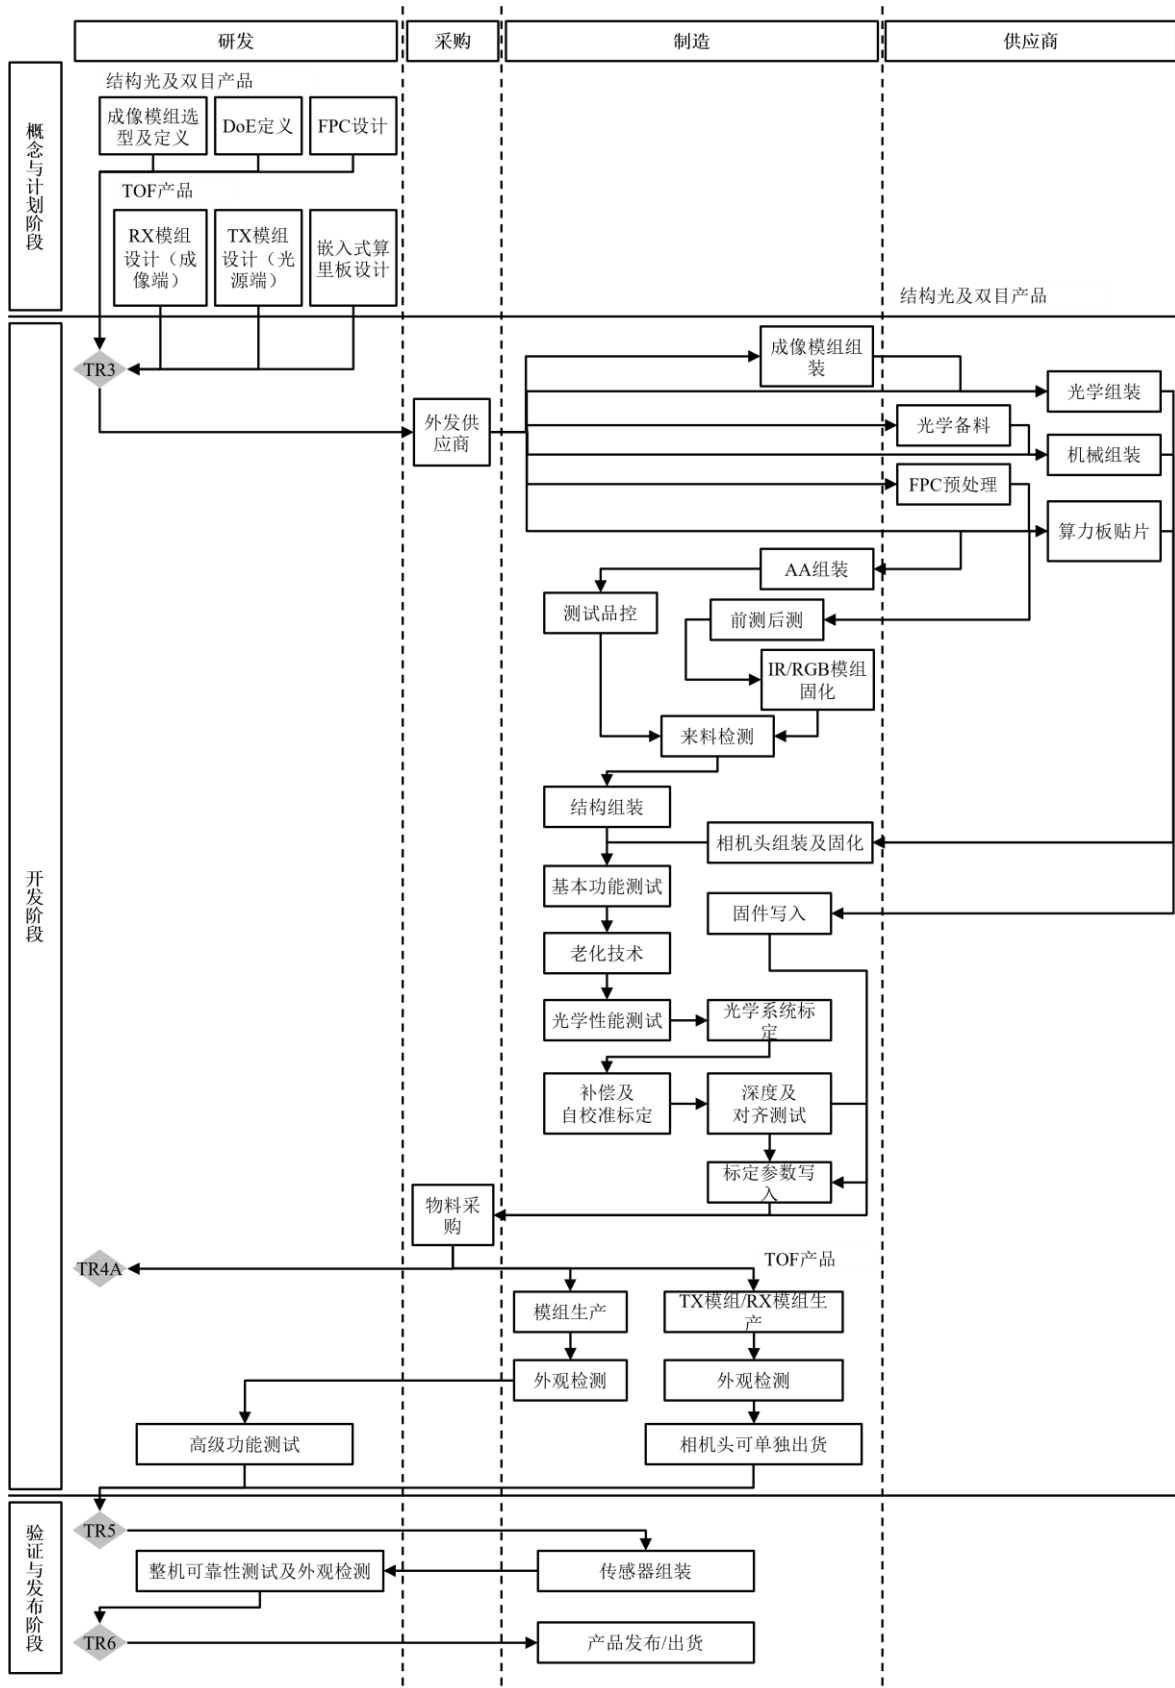 研发
采购
制造
供应商
概念与计划阶段
结构光及双目产品
成像模组选
型及定义
DoE定义
FPC设计
TOF产品
RX模组
设计（成
像端）
TX模组
设计（光
源端）
嵌入式算
里板设计
结构光及双目产品
开发阶段
TR3
外发供
应商
成像模组组
装
光学组装
光学备料
机械组装
FPC预处理
算力板贴片
AA组装
测试品控
前测后测
IR/RGB模组
固化
来料检测
结构组装
相机头组装及固化
基本功能测试
固件写入
老化技术
光学性能测试
光学系统标
定
补偿及
自校准标定
深度及
对齐测试
标定参数写
入
物料采
购
TR4A
TOF产品
模组生产
TX模组/RX模组生
产
外观检测
外观检测
高级功能测试
相机头可单独出货
验证与发布阶段
TR5
整机可靠性测试及外观检测
传感器组装
TR6
产品发布/出货